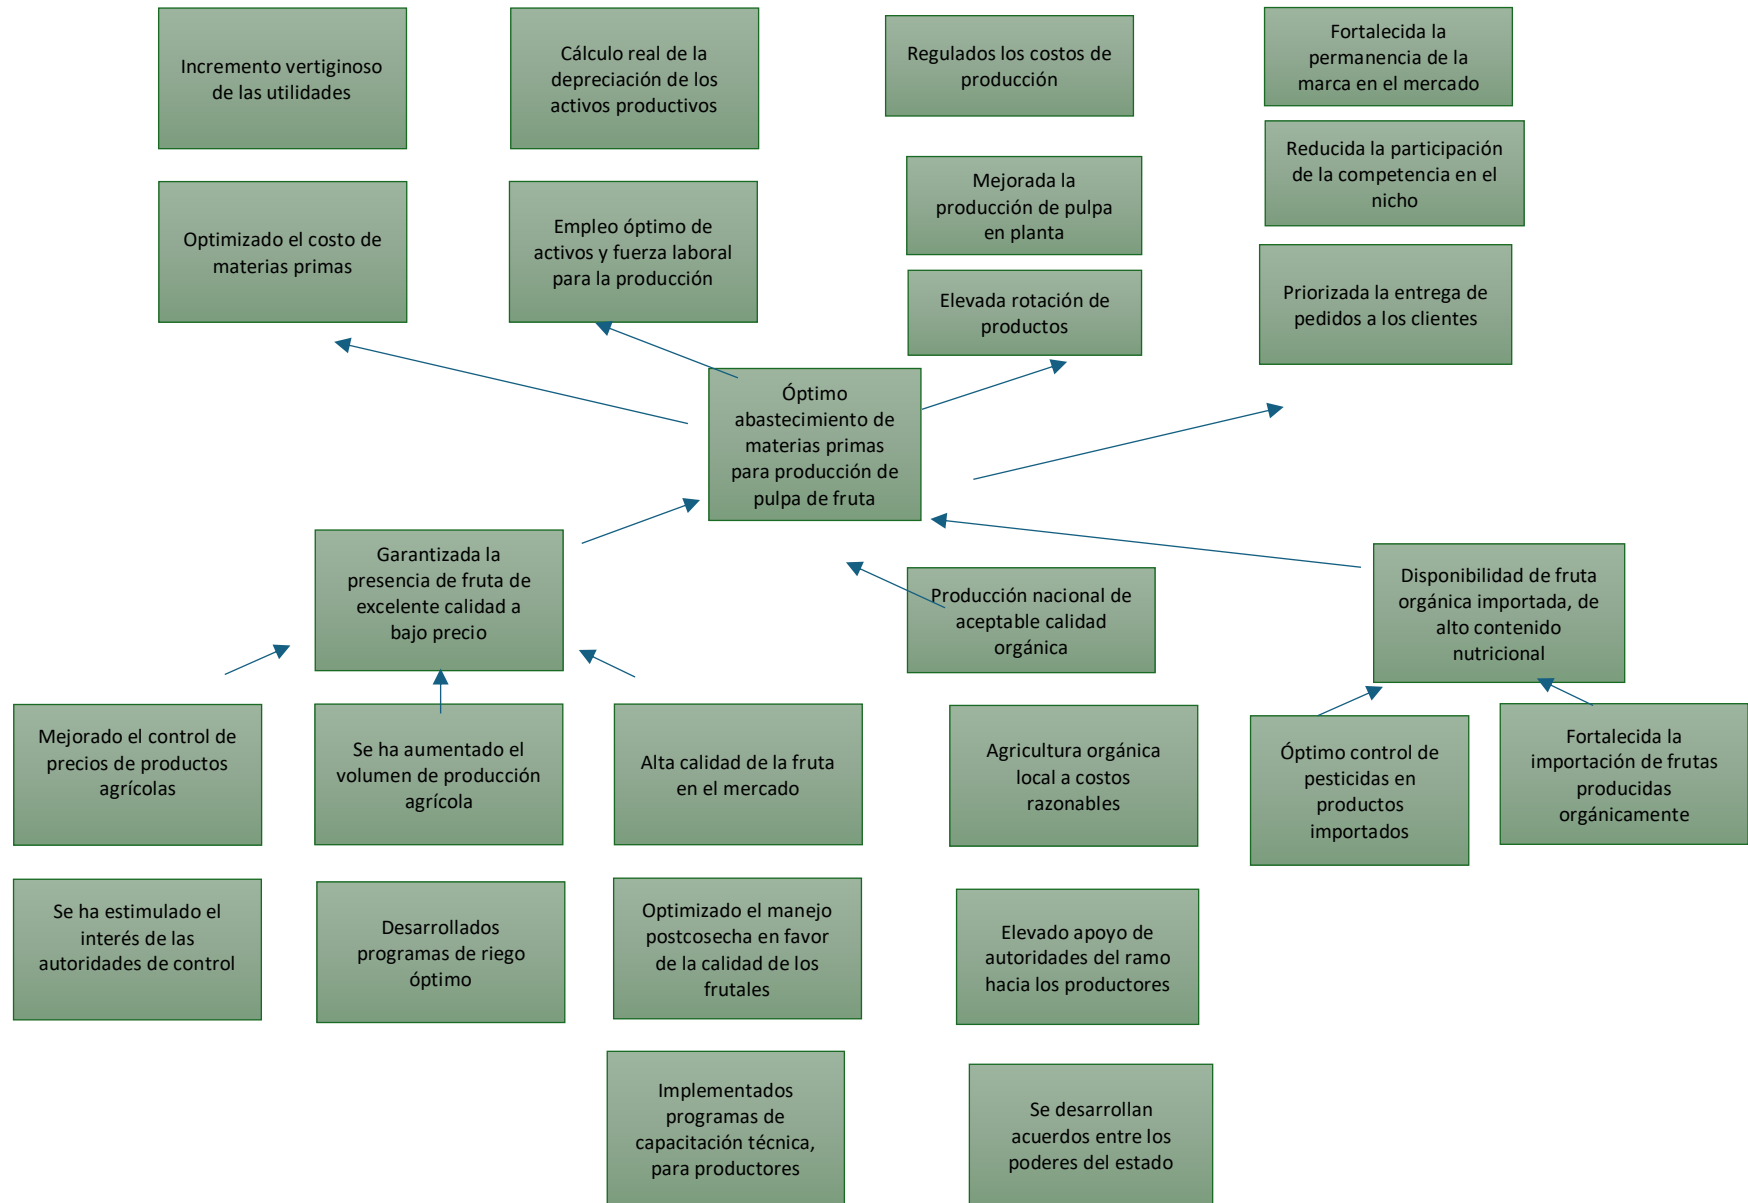 Incremento vertiginoso
de las utilidades
Cálculo real de la
depreciación de los
activos productivos
Regulados los costos de
producción
Fortalecida la
permanencia de la
marca en el mercado
Reducida la participación
de la competencia en el
nicho
Optimizado el costo de
materias primas
Empleo óptimo de
activos y fuerza laboral
para la producción
Mejorada la
producción de pulpa
en planta
Elevada rotación de
productos
Priorizada la entrega de
pedidos a los clientes
Óptimo
abastecimiento de
materias primas
para producción de
pulpa de fruta
Garantizada la
presencia de fruta de
excelente calidad a
bajo precio
Producción nacional de
aceptable calidad
orgánica
Disponibilidad de fruta
orgánica importada, de
alto contenido
nutricional
Mejorado el control de
precios de productos
agrícolas
Se ha aumentado el
volumen de producción
agrícola
Alta calidad de la fruta
en el mercado
Agricultura orgánica
local a costos
razonables
Óptimo control de
pesticidas en
productos
importados
Fortalecida la
importación de frutas
producidas
orgánicamente
Se ha estimulado el
interés de las
autoridades de control
Desarrollados
programas de riego
óptimo
Optimizado el manejo
postcosecha en favor
de la calidad de los
frutales
Elevado apoyo de
autoridades del ramo
hacia los productores
Implementados
programas de
capacitación técnica,
para productores
Se desarrollan
acuerdos entre los
poderes del estado